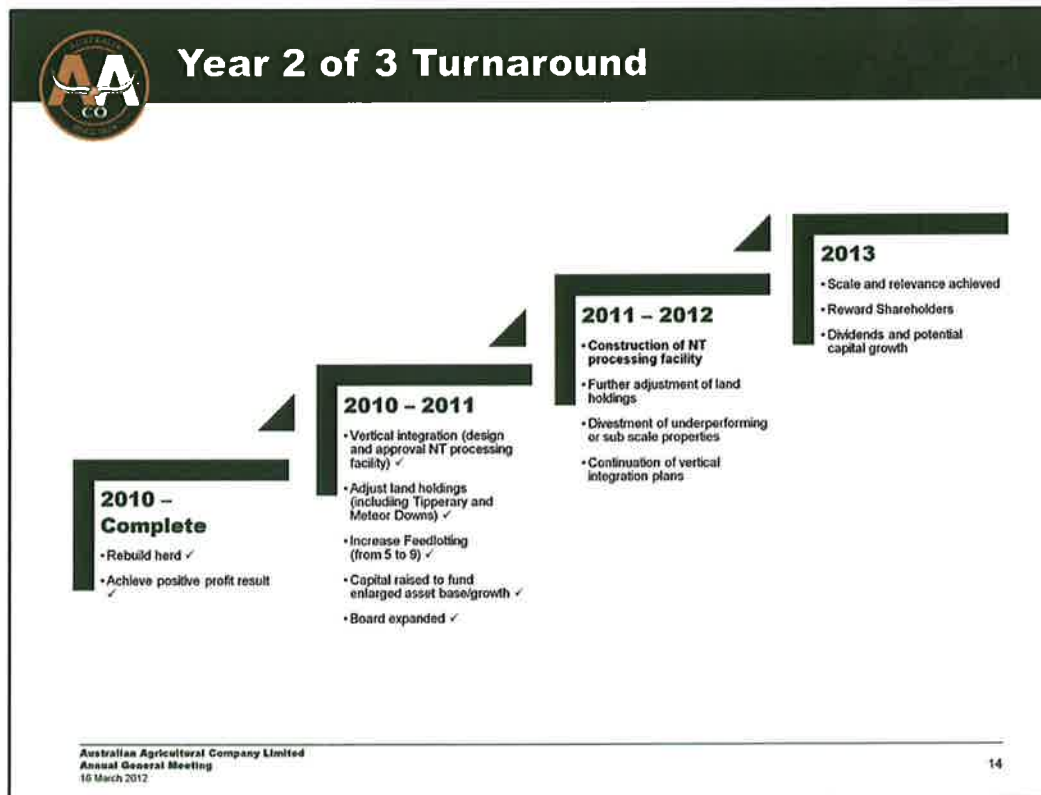 AUSTRALIA
AA
CO
Year 2 of 3 Turnaround
2010 –
Complete
• Rebuild herd ✓
• Achieve positive profit result
✓
2010 – 2011
• Vertical integration (design
and approval NT processing
facility) ✓
• Adjust land holdings
(including Tipperary and
Meteor Downs) ✓
• Increase Feedlotting
(from 5 to 9) ✓
• Capital raised to fund
enlarged asset base/growth ✓
• Board expanded ✓
2011 – 2012
• Construction of NT
processing facility
• Further adjustment of land
holdings
• Divestment of underperforming
or sub scale properties
• Continuation of vertical
integration plans
2013
• Scale and relevance achieved
• Reward Shareholders
• Dividends and potential
capital growth
Australian Agricultural Company Limited
Annual General Meeting
16 March 2012
14